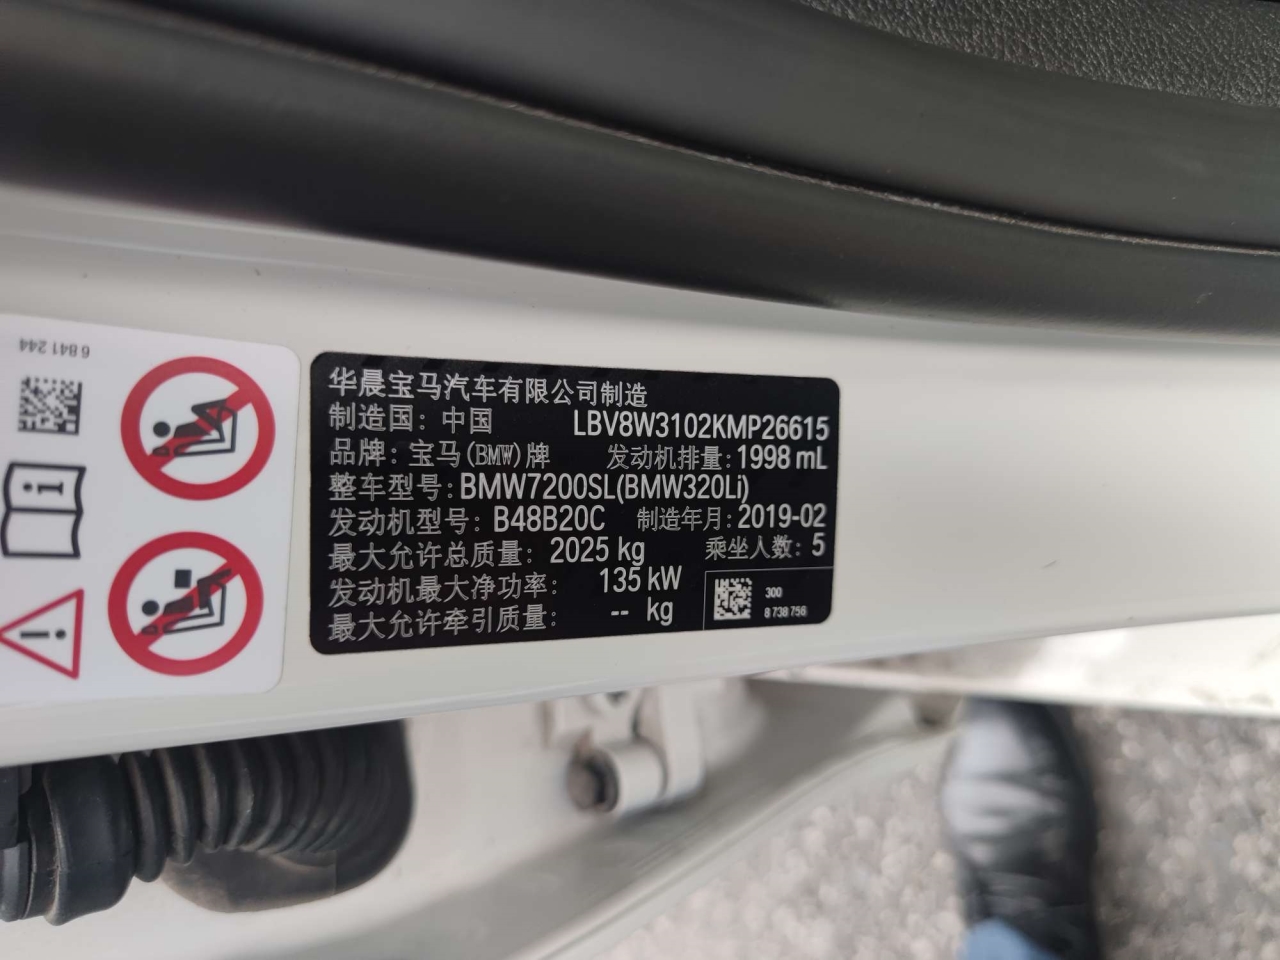 6 841 244
华晨宝马汽车有限公司制造
制造国: 中国 LBV8W3102KMP26615
品牌: 宝马(BMW)牌 发动机排量: 1998 mL
整车型号: BMW7200SL(BMW320Li)
发动机型号: B48B20C 制造年月: 2019-02
最大允许总质量: 2025 kg 乘坐人数: 5
发动机最大净功率: 135 kW
最大允许牵引质量: -- kg
300
8 738 756